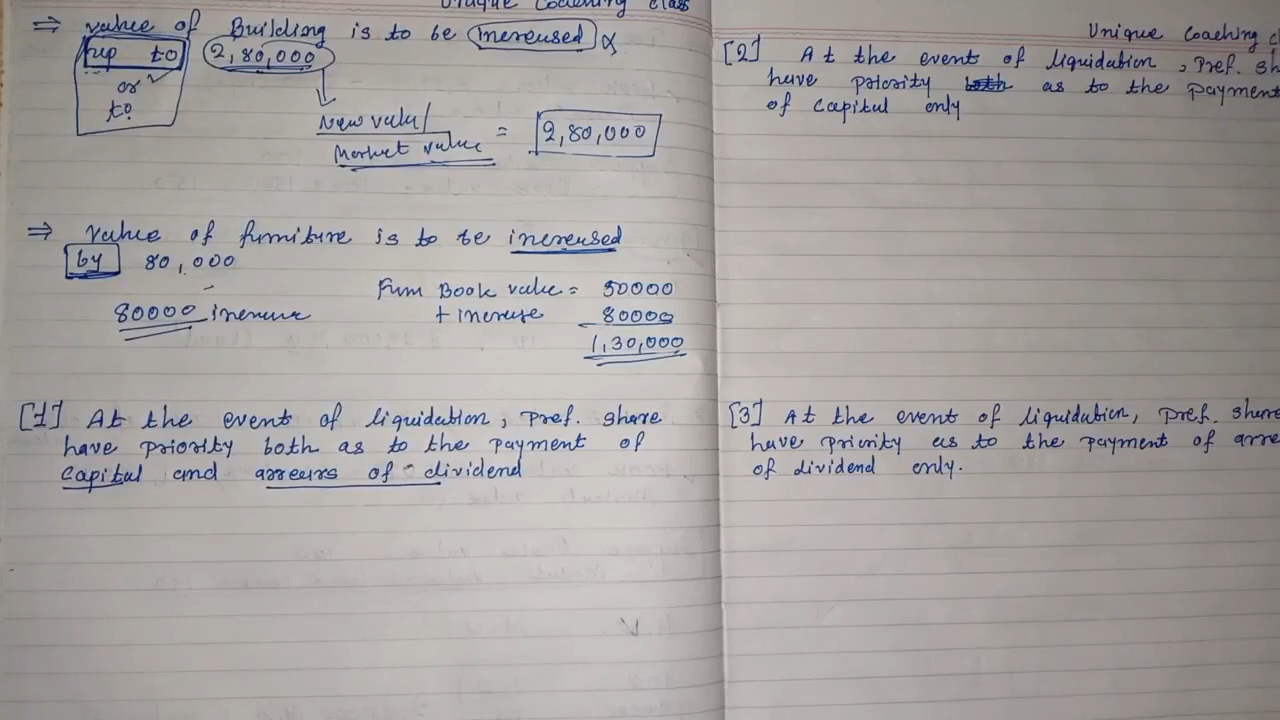 Unique Coaching Class
⇒ value of Building is to be increused
up to 2,80,000
or
to
New valu/
Market value = 2,80,000
⇒ value of furniture is to be increused
by 80,000
80000 increase
Furn Book value = 50000
+ increase 80000
1,30,000
[1] At the event of liquidation, pref. share
have priority both as to the payment of
capital and arreurs of dividend
Unique Coaching cl
[2] At the event of liquidation, pref. sh
have priority both as to the payment
of capital only
[3] At the event of liquidation, pref. share
have priority as to the payment of arre
of dividend only.